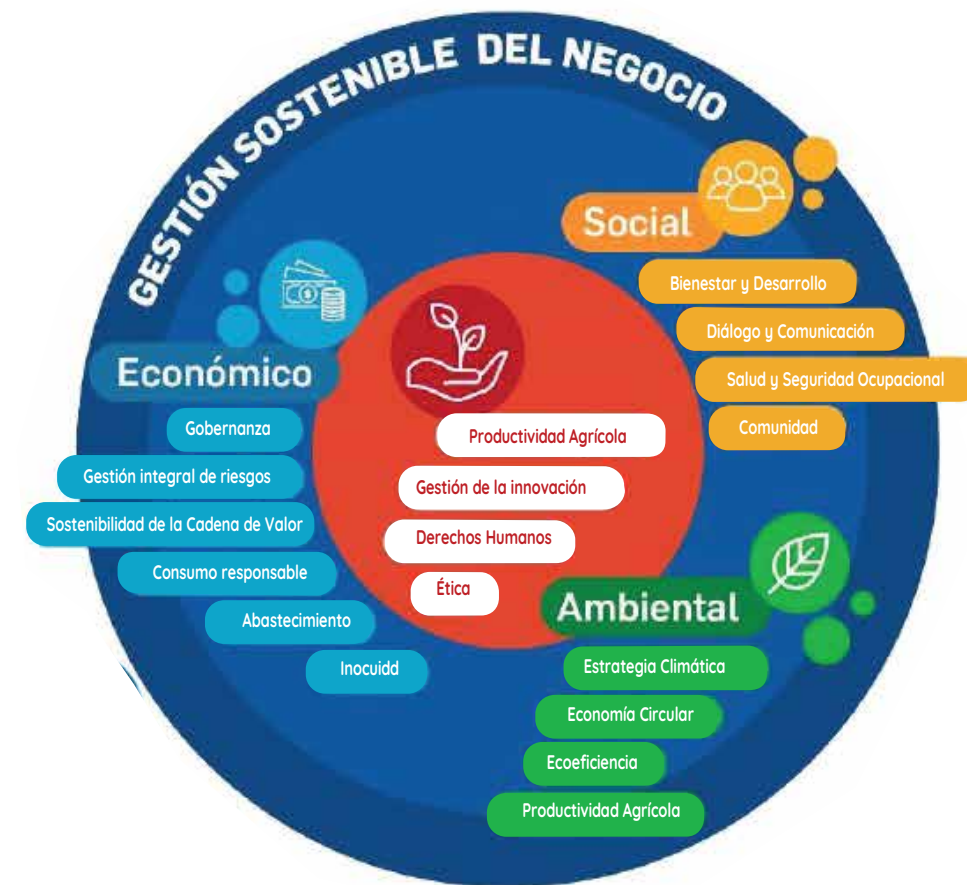 GESTIÓN SOSTENIBLE DEL NEGOCIO
Social
Bienestar y Desarrollo
Diálogo y Comunicación
Salud y Seguridad Ocupacional
Comunidad
Económico
Gobernanza
Gestión integral de riesgos
Sostenibilidad de la Cadena de Valor
Consumo responsable
Abastecimiento
Inocuidd
Productividad Agrícola
Gestión de la innovación
Derechos Humanos
Ética
Ambiental
Estrategia Climática
Economía Circular
Ecoeficiencia
Productividad Agrícola